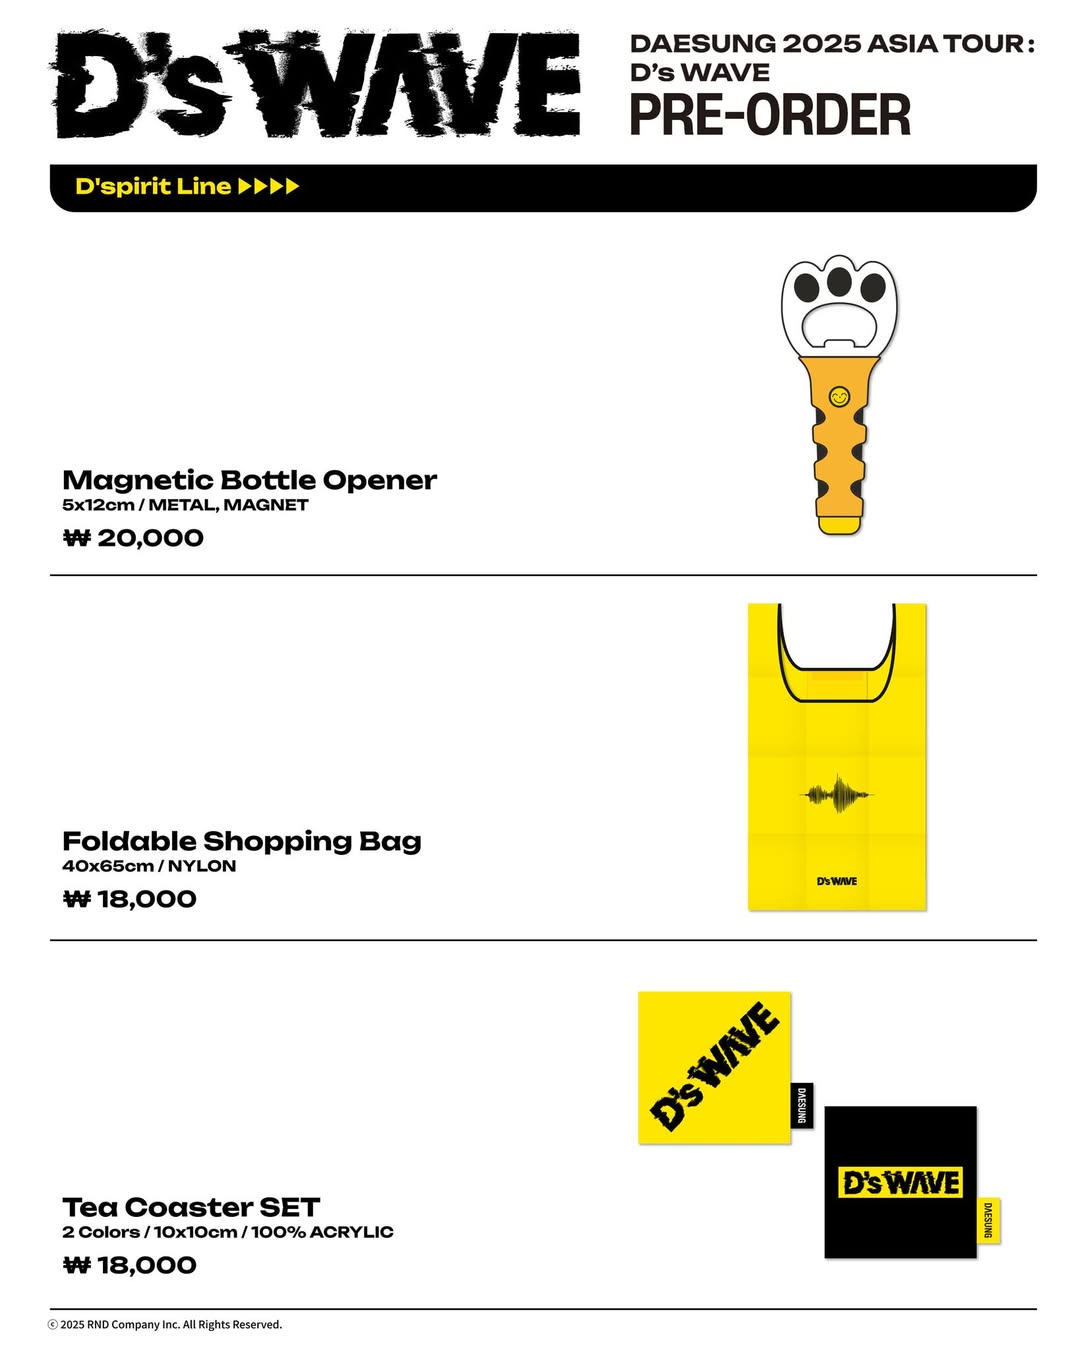 D's WAVE
DAESUNG 2025 ASIA TOUR:
D's WAVE
PRE-ORDER
D'spirit Line
Magnetic Bottle Opener
5x12cm / METAL, MAGNET
₩ 20,000
D's WAVE
Foldable Shopping Bag
40x65cm / NYLON
₩ 18,000
D's WAVE
DAESUNG
D's WAVE
DAESUNG
Tea Coaster SET
2 Colors / 10x10cm / 100% ACRYLIC
₩ 18,000
ⓒ 2025 RND Company Inc. All Rights Reserved.